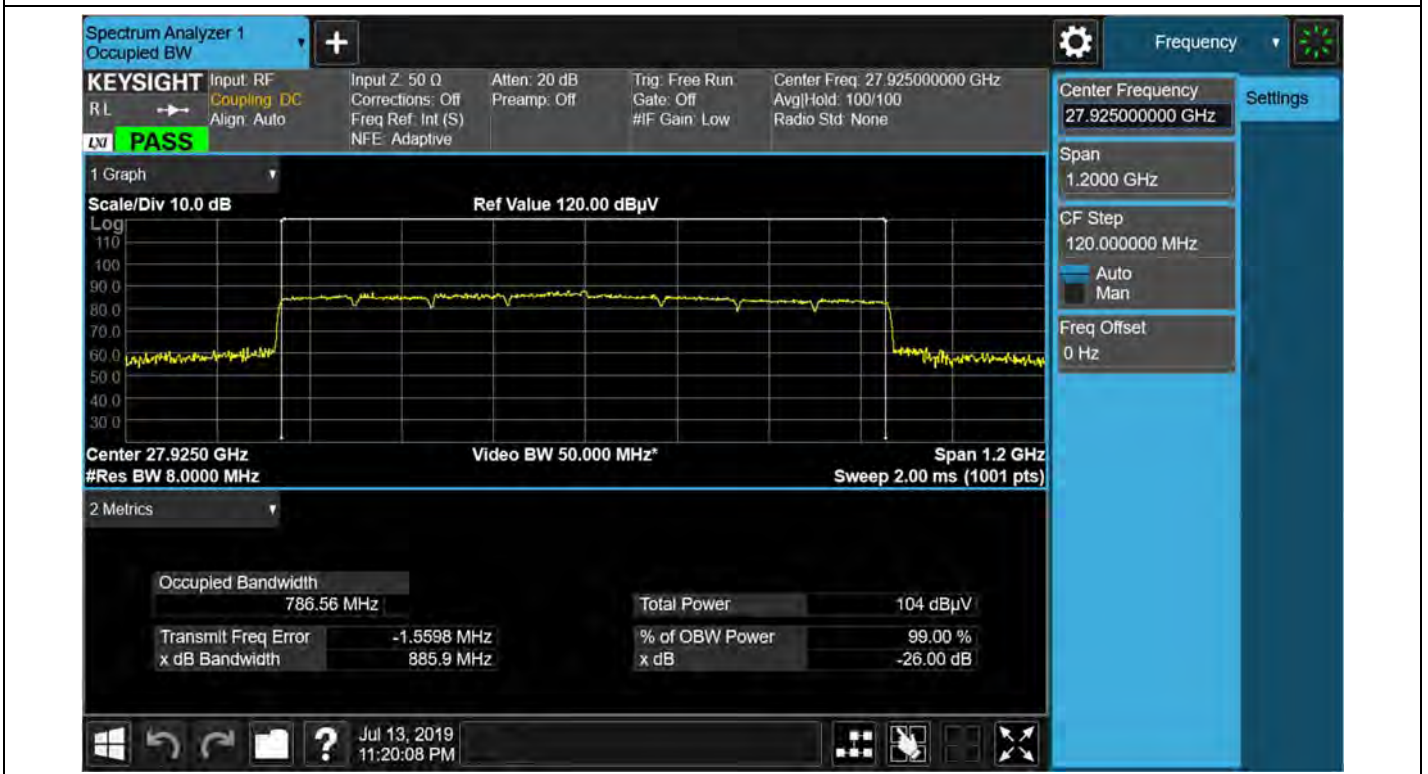 Spectrum Analyzer 1
Occupied BW
+
Frequency
KEYSIGHT
RL
LXI
PASS
Input: RF
Coupling: DC
Align: Auto
Input Z: 50 Ω
Corrections: Off
Freq Ref: Int (S)
NFE: Adaptive
Atten: 20 dB
Preamp: Off
Trig: Free Run
Gate: Off
#IF Gain: Low
Center Freq: 27.925000000 GHz
Avg|Hold: 100/100
Radio Std: None
Center Frequency
27.925000000 GHz
Settings
Span
1.2000 GHz
CF Step
120.000000 MHz
Auto
Man
Freq Offset
0 Hz
1 Graph
Scale/Div 10.0 dB
Ref Value 120.00 dBµV
Log
110
100
90.0
80.0
70.0
60.0
50.0
40.0
30.0
Center 27.9250 GHz
Video BW 50.000 MHz*
Span 1.2 GHz
#Res BW 8.0000 MHz
Sweep 2.00 ms (1001 pts)
2 Metrics
Occupied Bandwidth
786.56 MHz
Total Power 104 dBµV
Transmit Freq Error -1.5598 MHz
% of OBW Power 99.00 %
x dB Bandwidth 885.9 MHz
x dB -26.00 dB
?
Jul 13, 2019
11:20:08 PM